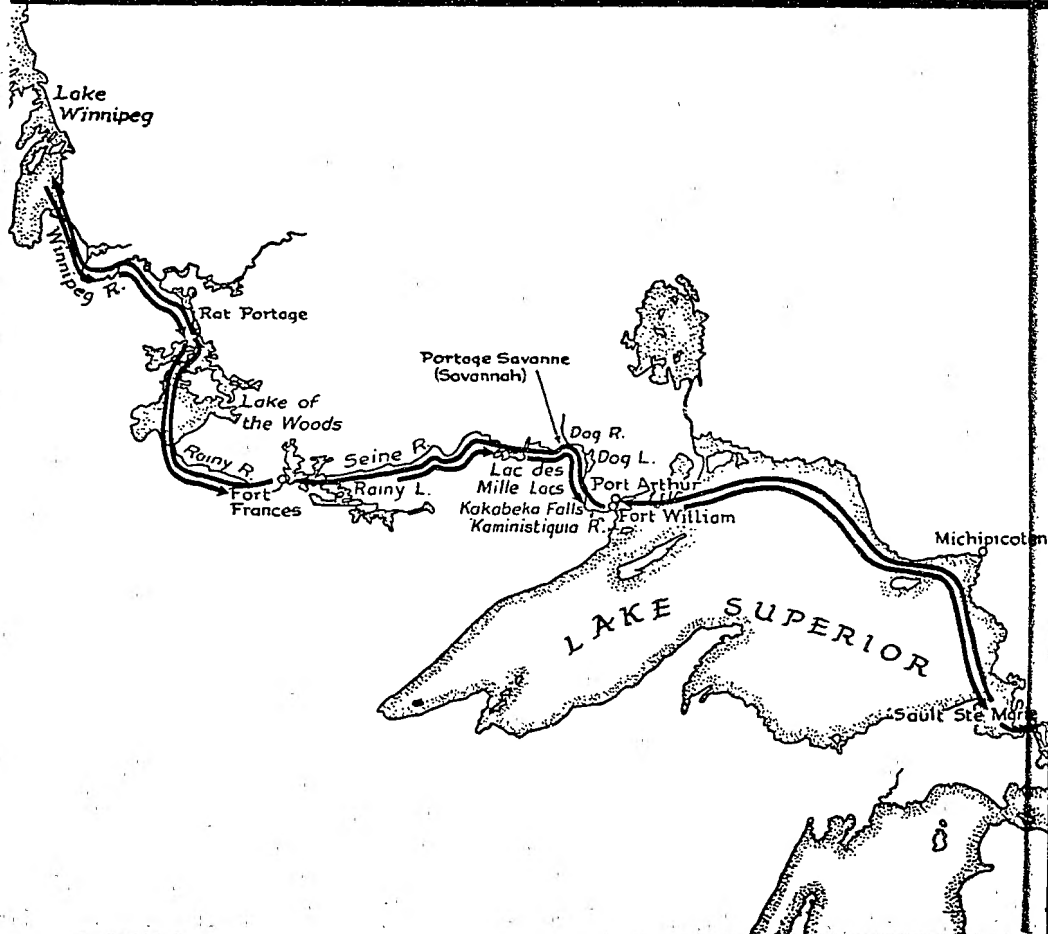 Lake
Winnipeg
Winnipeg R.
Rat Portage
Portage Savanne
(Savannah)
Lake of
the Woods
Dog R.
Seine R.
Dog L.
Rainy R.
Lac des
Mille Lacs
Port Arthur
Rainy L.
Fort
Frances
Kakabeka Falls
Fort William
Kaministiquia R.
Michipicoten
LAKE SUPERIOR
Sault Ste Marie